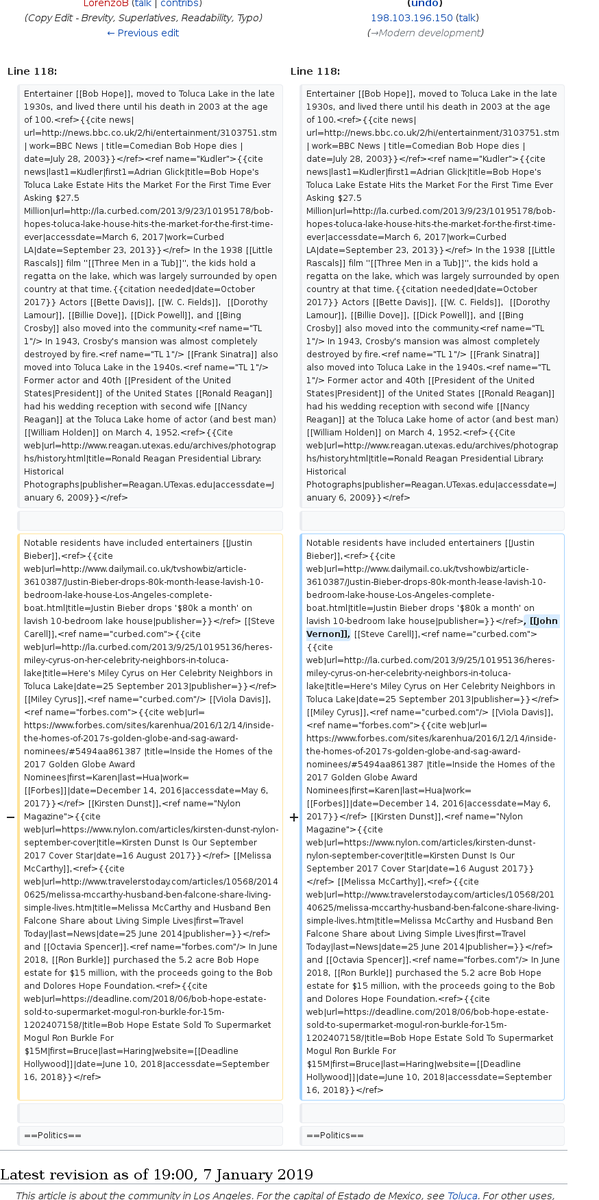 LorenzoB (talk | contribs)
(Copy Edit - Brevity, Superlatives, Readability, Typo)
← Previous edit
(undo)
198.103.196.150 (talk)
(→Modern development)
Line 118:
Entertainer [[Bob Hope]], moved to Toluca Lake in the late
1930s, and lived there until his death in 2003 at the age
of 100.<ref>{{cite news|
url=http://news.bbc.co.uk/2/hi/entertainment/3103751.stm
| work=BBC News | title=Comedian Bob Hope dies |
date=July 28, 2003}}</ref><ref name="Kudler">{{cite
news|last1=Kudler|first1=Adrian Glick|title=Bob Hope's
Toluca Lake Estate Hits the Market For the First Time Ever
Asking $27.5
Million|url=http://la.curbed.com/2013/9/23/10195178/bob-
hopes-toluca-lake-house-hits-the-market-for-the-first-time-
ever|accessdate=March 6, 2017|work=Curbed
LA|date=September 23, 2013}}</ref> In the 1938 [[Little
Rascals]] film ''[[Three Men in a Tub]]'', the kids hold a
regatta on the lake, which was largely surrounded by open
country at that time.{{citation needed|date=October
2017}} Actors [[Bette Davis]], [[W. C. Fields]],  [[Dorothy
Lamour]], [[Billie Dove]], [[Dick Powell]], and [[Bing
Crosby]] also moved into the community.<ref name="TL
1"/> In 1943, Crosby's mansion was almost completely
destroyed by fire.<ref name="TL 1"/> [[Frank Sinatra]] also
moved into Toluca Lake in the 1940s.<ref name="TL 1"/>
Former actor and 40th [[President of the United
States|President]] of the United States [[Ronald Reagan]]
had his wedding reception with second wife [[Nancy
Reagan]] at the Toluca Lake home of actor (and best man)
[[William Holden]] on March 4, 1952.<ref>{{Cite
web|url=http://www.reagan.utexas.edu/archives/photograp
hs/history.html|title=Ronald Reagan Presidential Library:
Historical
Photographs|publisher=Reagan.UTexas.edu|accessdate=J
anuary 6, 2009}}</ref>
−
Notable residents have included entertainers [[Justin
Bieber]],<ref>{{cite
web|url=http://www.dailymail.co.uk/tvshowbiz/article-
3610387/Justin-Bieber-drops-80k-month-lease-lavish-10-
bedroom-lake-house-Los-Angeles-complete-
boat.html|title=Justin Bieber drops '$80k a month' on
lavish 10-bedroom lake house|publisher=}}</ref> [[Steve
Carell]],<ref name="curbed.com">{{cite
web|url=http://la.curbed.com/2013/9/25/10195136/heres-
miley-cyrus-on-her-celebrity-neighbors-in-toluca-
lake|title=Here's Miley Cyrus on Her Celebrity Neighbors in
Toluca Lake|date=25 September 2013|publisher=}}</ref>
[[Miley Cyrus]],<ref name="curbed.com"/> [[Viola Davis]],
<ref name="forbes.com">{{cite web|url=
https://www.forbes.com/sites/karenhua/2016/12/14/inside-
the-homes-of-2017s-golden-globe-and-sag-award-
nominees/#5494aa861387 |title=Inside the Homes of the
2017 Golden Globe Award
Nominees|first=Karen|last=Hua|work=
[[Forbes]]|date=December 14, 2016|accessdate=May 6,
2017}}</ref> [[Kirsten Dunst]],<ref name="Nylon
Magazine">{{cite
web|url=https://www.nylon.com/articles/kirsten-dunst-nylon-
september-cover|title=Kirsten Dunst Is Our September
2017 Cover Star|date=16 August 2017}}</ref> [[Melissa
McCarthy]],<ref>{{cite
web|url=http://www.travelerstoday.com/articles/10568/2014
0625/melissa-mccarthy-husband-ben-falcone-share-living-
simple-lives.htm|title=Melissa McCarthy and Husband Ben
Falcone Share about Living Simple Lives|first=Travel
Today|last=News|date=25 June 2014|publisher=}}</ref>
and [[Octavia Spencer]].<ref name="forbes.com"/> In June
2018, [[Ron Burkle]] purchased the 5.2 acre Bob Hope
estate for $15 million, with the proceeds going to the Bob
and Dolores Hope Foundation.<ref>{{cite
web|url=https://deadline.com/2018/06/bob-hope-estate-
sold-to-supermarket-mogul-ron-burkle-for-15m-
1202407158/|title=Bob Hope Estate Sold To Supermarket
Mogul Ron Burkle For
$15M|first=Bruce|last=Haring|website=[[Deadline
Hollywood]]|date=June 10, 2018|accessdate=September
16, 2018}}</ref>
==Politics==
Line 118:
Entertainer [[Bob Hope]], moved to Toluca Lake in the late
1930s, and lived there until his death in 2003 at the age
of 100.<ref>{{cite news|
url=http://news.bbc.co.uk/2/hi/entertainment/3103751.stm
| work=BBC News | title=Comedian Bob Hope dies |
date=July 28, 2003}}</ref><ref name="Kudler">{{cite
news|last1=Kudler|first1=Adrian Glick|title=Bob Hope's
Toluca Lake Estate Hits the Market For the First Time Ever
Asking $27.5
Million|url=http://la.curbed.com/2013/9/23/10195178/bob-
hopes-toluca-lake-house-hits-the-market-for-the-first-time-
ever|accessdate=March 6, 2017|work=Curbed
LA|date=September 23, 2013}}</ref> In the 1938 [[Little
Rascals]] film ''[[Three Men in a Tub]]'', the kids hold a
regatta on the lake, which was largely surrounded by open
country at that time.{{citation needed|date=October
2017}} Actors [[Bette Davis]], [[W. C. Fields]],  [[Dorothy
Lamour]], [[Billie Dove]], [[Dick Powell]], and [[Bing
Crosby]] also moved into the community.<ref name="TL
1"/> In 1943, Crosby's mansion was almost completely
destroyed by fire.<ref name="TL 1"/> [[Frank Sinatra]] also
moved into Toluca Lake in the 1940s.<ref name="TL 1"/>
Former actor and 40th [[President of the United
States|President]] of the United States [[Ronald Reagan]]
had his wedding reception with second wife [[Nancy
Reagan]] at the Toluca Lake home of actor (and best man)
[[William Holden]] on March 4, 1952.<ref>{{Cite
web|url=http://www.reagan.utexas.edu/archives/photograp
hs/history.html|title=Ronald Reagan Presidential Library:
Historical
Photographs|publisher=Reagan.UTexas.edu|accessdate=J
anuary 6, 2009}}</ref>
+
Notable residents have included entertainers [[Justin
Bieber]],<ref>{{cite
web|url=http://www.dailymail.co.uk/tvshowbiz/article-
3610387/Justin-Bieber-drops-80k-month-lease-lavish-10-
bedroom-lake-house-Los-Angeles-complete-
boat.html|title=Justin Bieber drops '$80k a month' on
lavish 10-bedroom lake house|publisher=}}</ref>, [[John
Vernon]], [[Steve Carell]],<ref name="curbed.com">
{{cite
web|url=http://la.curbed.com/2013/9/25/10195136/heres-
miley-cyrus-on-her-celebrity-neighbors-in-toluca-
lake|title=Here's Miley Cyrus on Her Celebrity Neighbors in
Toluca Lake|date=25 September 2013|publisher=}}</ref>
[[Miley Cyrus]],<ref name="curbed.com"/> [[Viola Davis]],
<ref name="forbes.com">{{cite web|url=
https://www.forbes.com/sites/karenhua/2016/12/14/inside-
the-homes-of-2017s-golden-globe-and-sag-award-
nominees/#5494aa861387 |title=Inside the Homes of the
2017 Golden Globe Award
Nominees|first=Karen|last=Hua|work=
[[Forbes]]|date=December 14, 2016|accessdate=May 6,
2017}}</ref> [[Kirsten Dunst]],<ref name="Nylon
Magazine">{{cite
web|url=https://www.nylon.com/articles/kirsten-dunst-
nylon-september-cover|title=Kirsten Dunst Is Our
September 2017 Cover Star|date=16 August 2017}}
</ref> [[Melissa McCarthy]],<ref>{{cite
web|url=http://www.travelerstoday.com/articles/10568/201
40625/melissa-mccarthy-husband-ben-falcone-share-living-
simple-lives.htm|title=Melissa McCarthy and Husband Ben
Falcone Share about Living Simple Lives|first=Travel
Today|last=News|date=25 June 2014|publisher=}}</ref>
and [[Octavia Spencer]].<ref name="forbes.com"/> In June
2018, [[Ron Burkle]] purchased the 5.2 acre Bob Hope
estate for $15 million, with the proceeds going to the Bob
and Dolores Hope Foundation.<ref>{{cite
web|url=https://deadline.com/2018/06/bob-hope-estate-
sold-to-supermarket-mogul-ron-burkle-for-15m-
1202407158/|title=Bob Hope Estate Sold To Supermarket
Mogul Ron Burkle For
$15M|first=Bruce|last=Haring|website=[[Deadline
Hollywood]]|date=June 10, 2018|accessdate=September
16, 2018}}</ref>
==Politics==
Latest revision as of 19:00, 7 January 2019
This article is about the community in Los Angeles. For the capital of Estado de Mexico, see Toluca. For other uses,